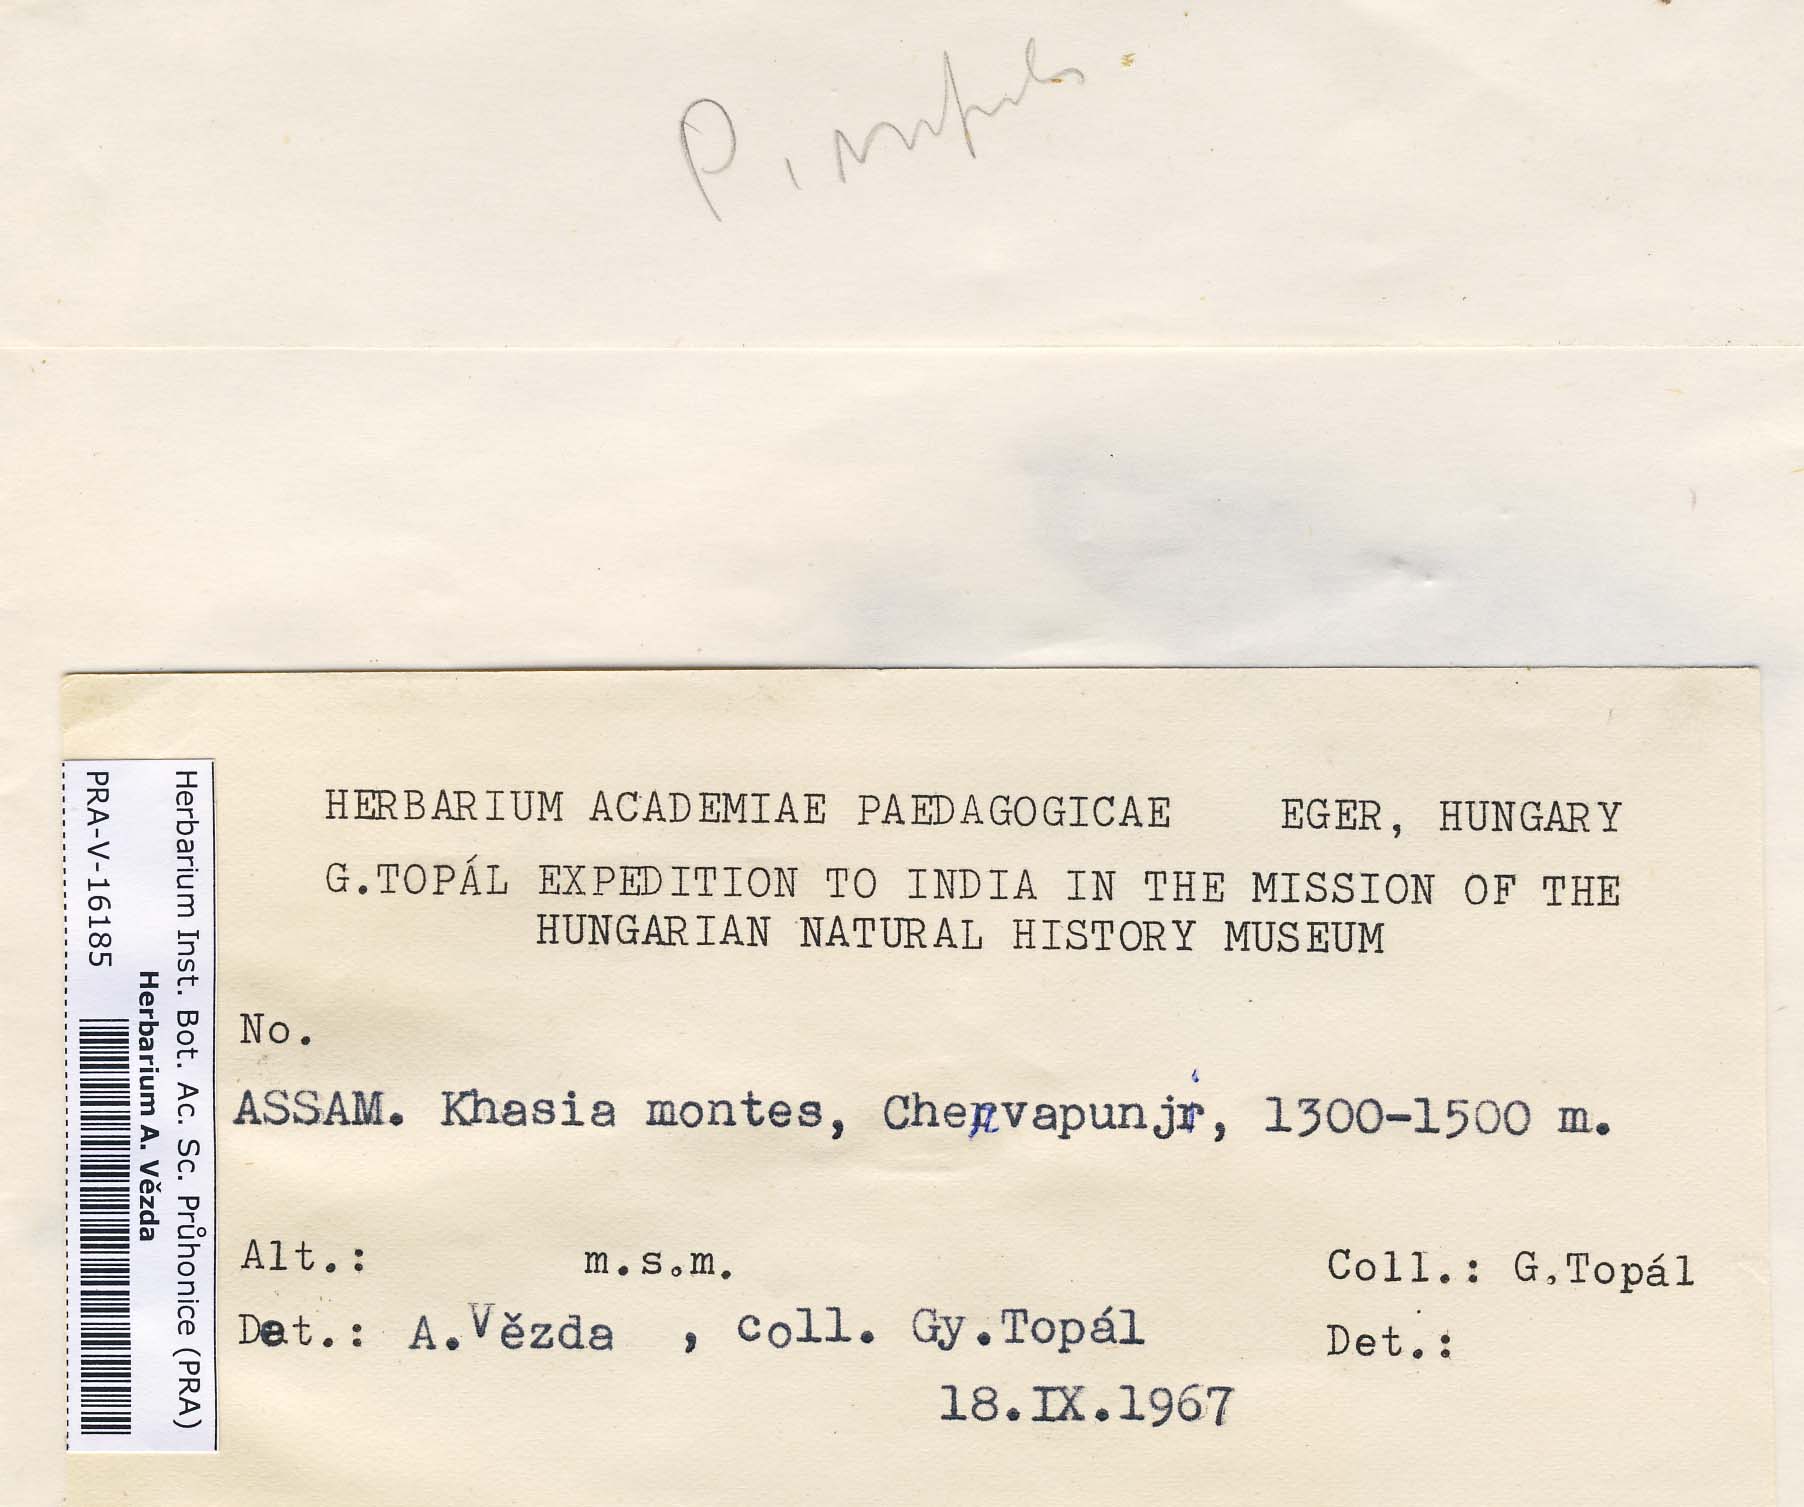 P.
HERBARIUM ACADEMIAE PAEDAGOGICAE EGER, HUNGARY
G.TOPÁL EXPEDITION TO INDIA IN THE MISSION OF THE
HUNGARIAN NATURAL HISTORY MUSEUM
No.
ASSAM. Khasia montes, 1300-1500 m.
Alt.: m.s.m. Coll.: G.Topál
Det.: A.Vězda , coll. Gy.Topál Det.:
18.IX.1967
Herbarium Inst. Bot. Ac. Sc. Průhonice (PRA)
Herbarium A. Vězda
PRA-V-16185